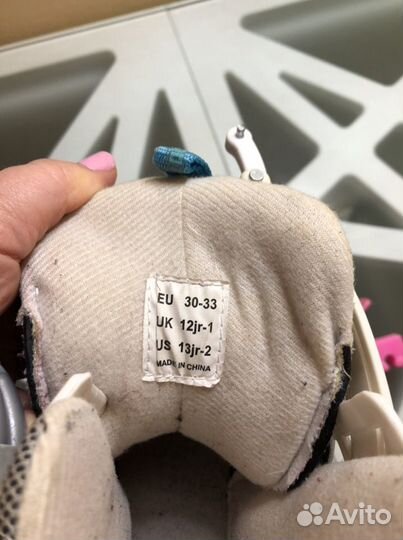 EU 30-33
UK 12jr-1
US 13jr-2
MADE IN CHINA
Avito